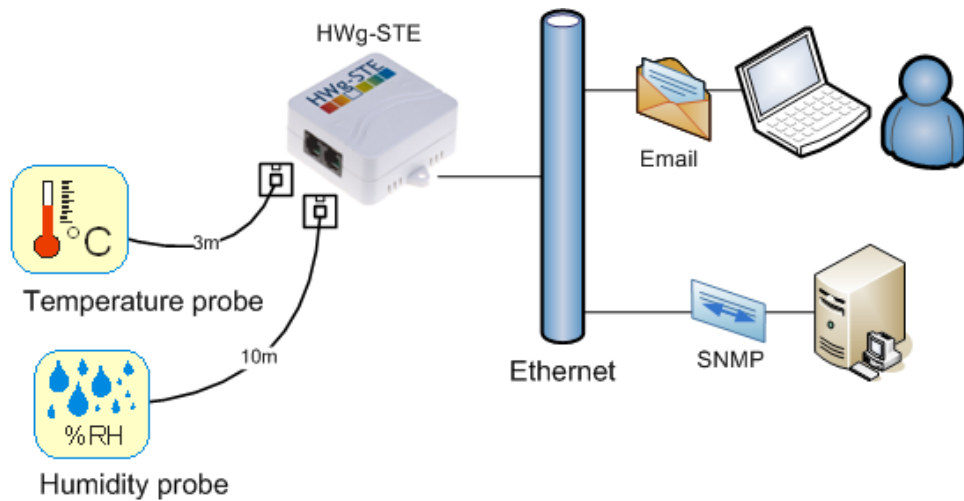 HWg-STE
HWg-STE
Email
°C
3m
Temperature probe
10m
%RH
Humidity probe
Ethernet
SNMP